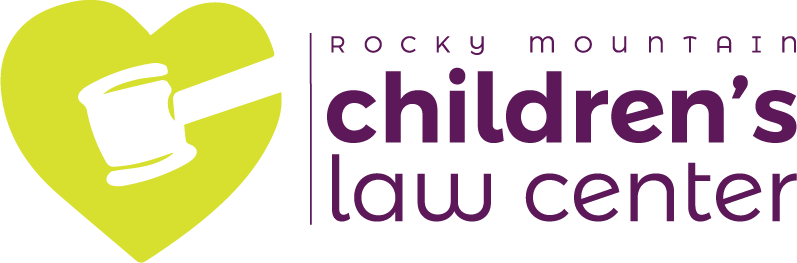 ROCKY MOUNTAIN
children's
law center